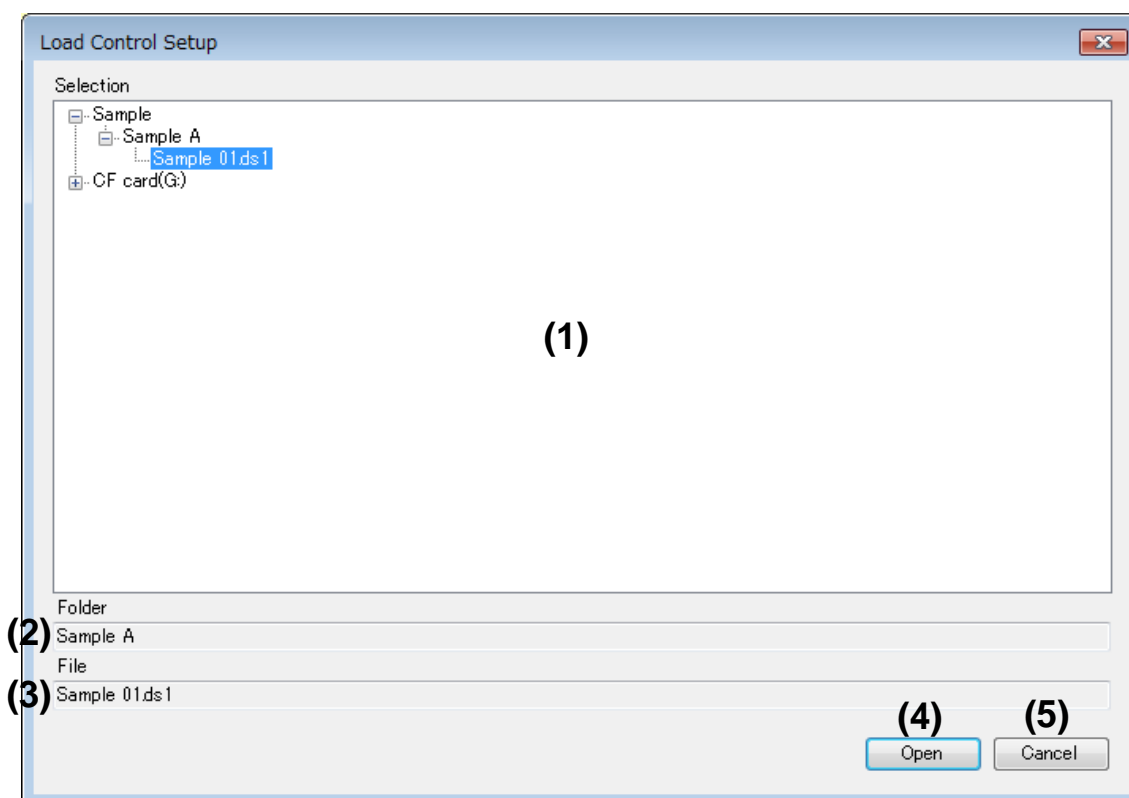 Load Control Setup
Selection
Sample
Sample A
Sample 01.ds1
CF card(G:)
(1)
Folder
(2) Sample A
File
(3) Sample 01.ds1
(4) (5)
Open Cancel